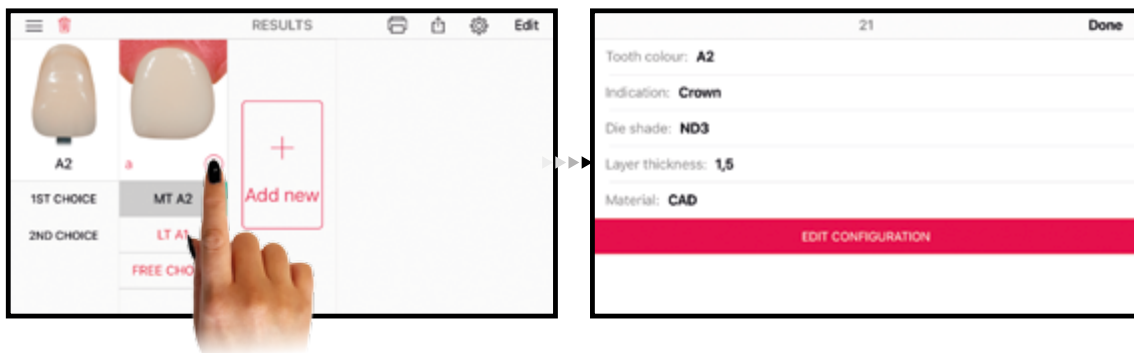 RESULTS Edit
A2
a
Add new
1ST CHOICE MT A2
2ND CHOICE LT A1
FREE CHO
21 Done
Tooth colour: A2
Indication: Crown
Die shade: ND3
Layer thickness: 1,5
Material: CAD
EDIT CONFIGURATION